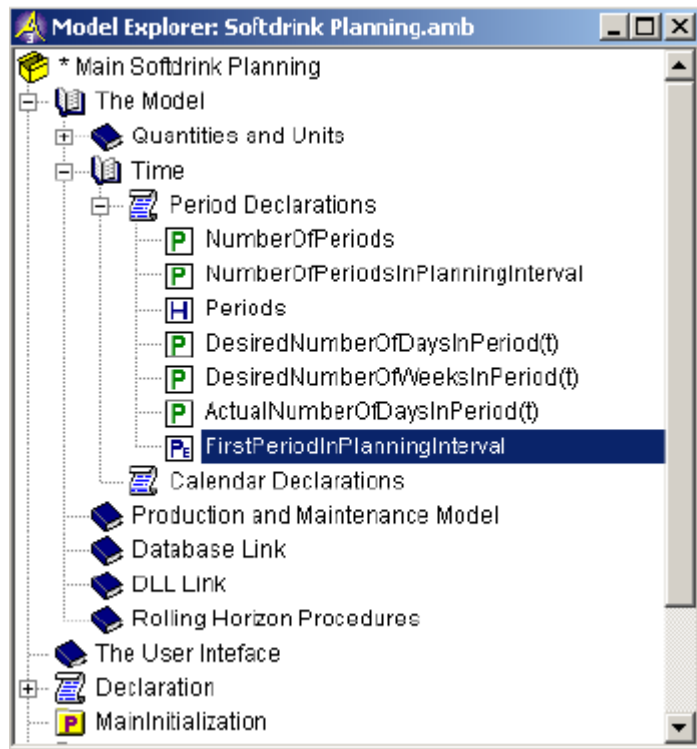 Model Explorer: Softdrink Planning.amb
* Main Softdrink Planning
The Model
Quantities and Units
Time
Period Declarations
P NumberOfPeriods
P NumberOfPeriodsInPlanningInterval
H Periods
P DesiredNumberOfDaysInPeriod(t)
P DesiredNumberOfWeeksInPeriod(t)
P ActualNumberOfDaysInPeriod(t)
PE FirstPeriodInPlanningInterval
Calendar Declarations
Production and Maintenance Model
Database Link
DLL Link
Rolling Horizon Procedures
The User Inteface
Declaration
P MainInitialization